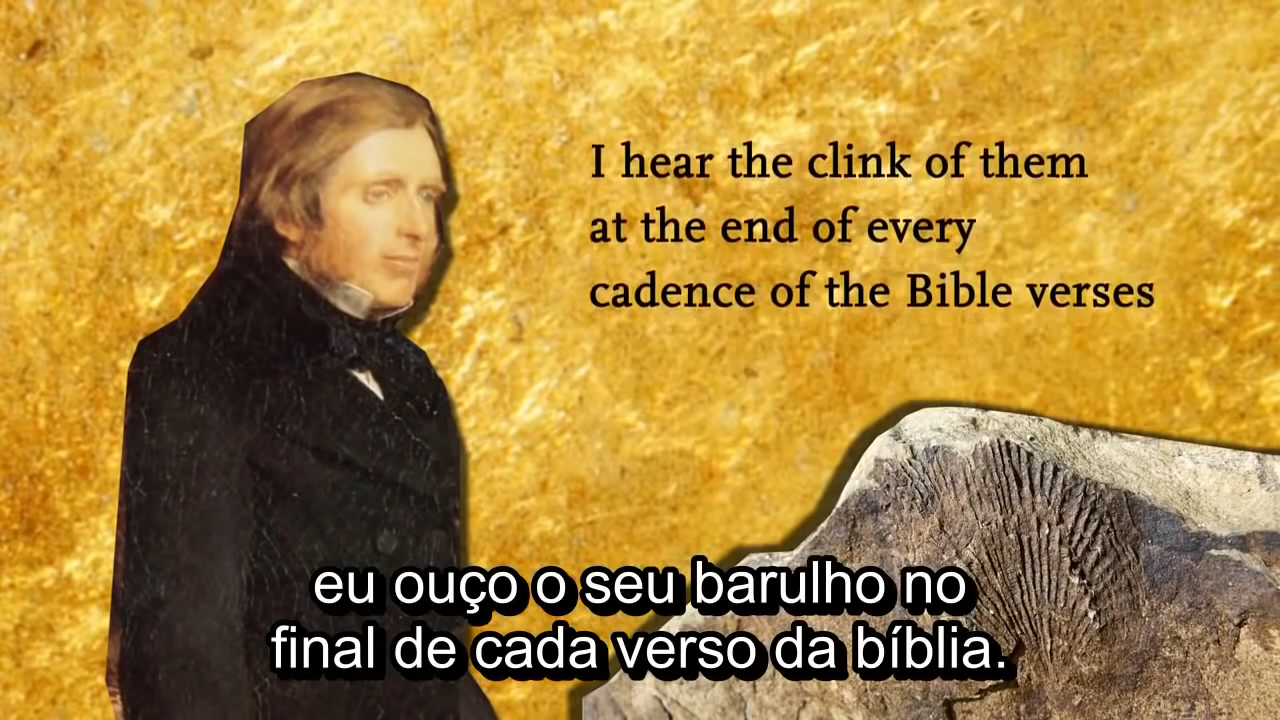 I hear the clink of them
at the end of every
cadence of the Bible verses
eu ouço o seu barulho no
final de cada verso da bíblia.